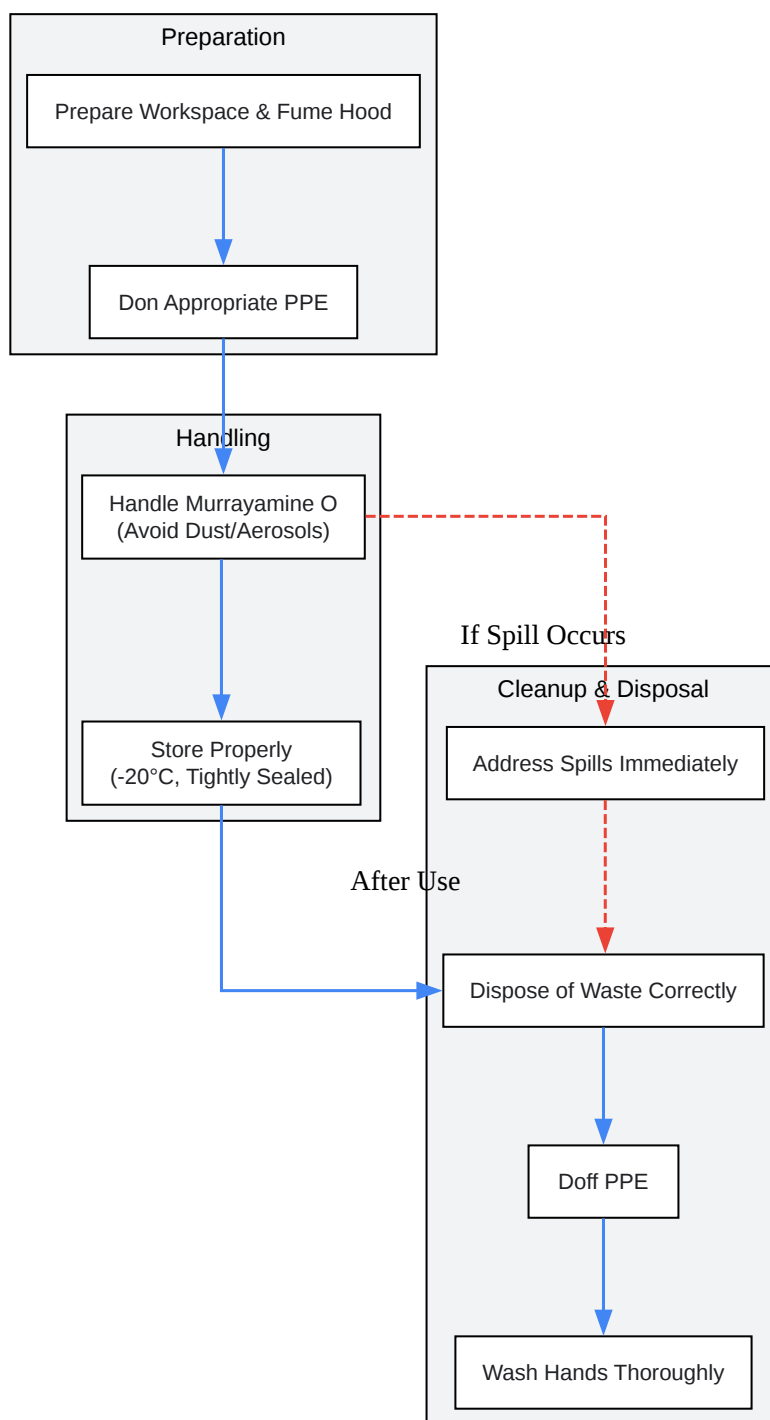 Preparation
Prepare Workspace & Fume Hood
Don Appropriate PPE
Handling
Handle Murrayamine O
(Avoid Dust/Aerosols)
If Spill Occurs
Cleanup & Disposal
Store Properly
(-20°C, Tightly Sealed)
Address Spills Immediately
After Use
Dispose of Waste Correctly
Doff PPE
Wash Hands Thoroughly